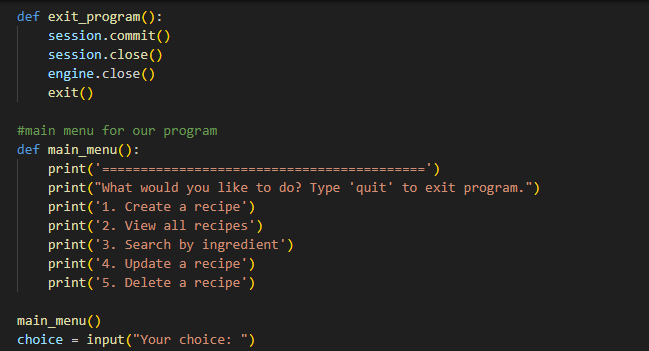 def exit_program():
    session.commit()
    session.close()
    engine.close()
    exit()
#main menu for our program
def main_menu():
    print('==========================================')
    print("What would you like to do? Type 'quit' to exit program.")
    print('1. Create a recipe')
    print('2. View all recipes')
    print('3. Search by ingredient')
    print('4. Update a recipe')
    print('5. Delete a recipe')
main_menu()
choice = input("Your choice: ")